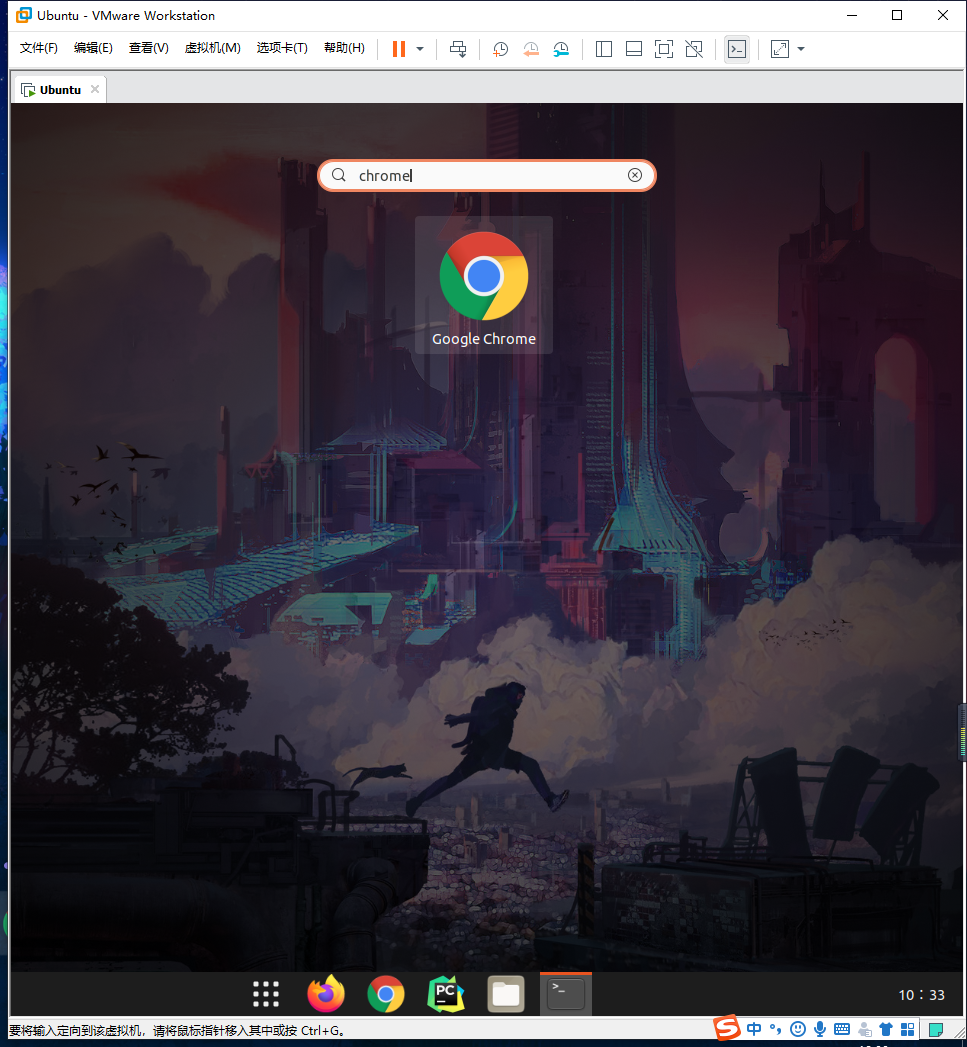 Ubuntu - VMware Workstation
文件(F) 编辑(E) 查看(V) 虚拟机(M) 选项卡(T) 帮助(H)
Ubuntu
chrome
Google Chrome
PC
>_
10：33
要将输入定向到该虚拟机，请将鼠标指针移入其中或按 Ctrl+G。
S 中